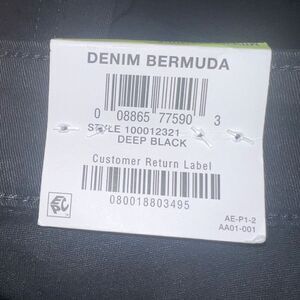 DENIM BERMUDA
0 08865 77590 3
STYLE 100012321
DEEP BLACK
Customer Return Label
080018803495
AE-P1-2
AA01-001